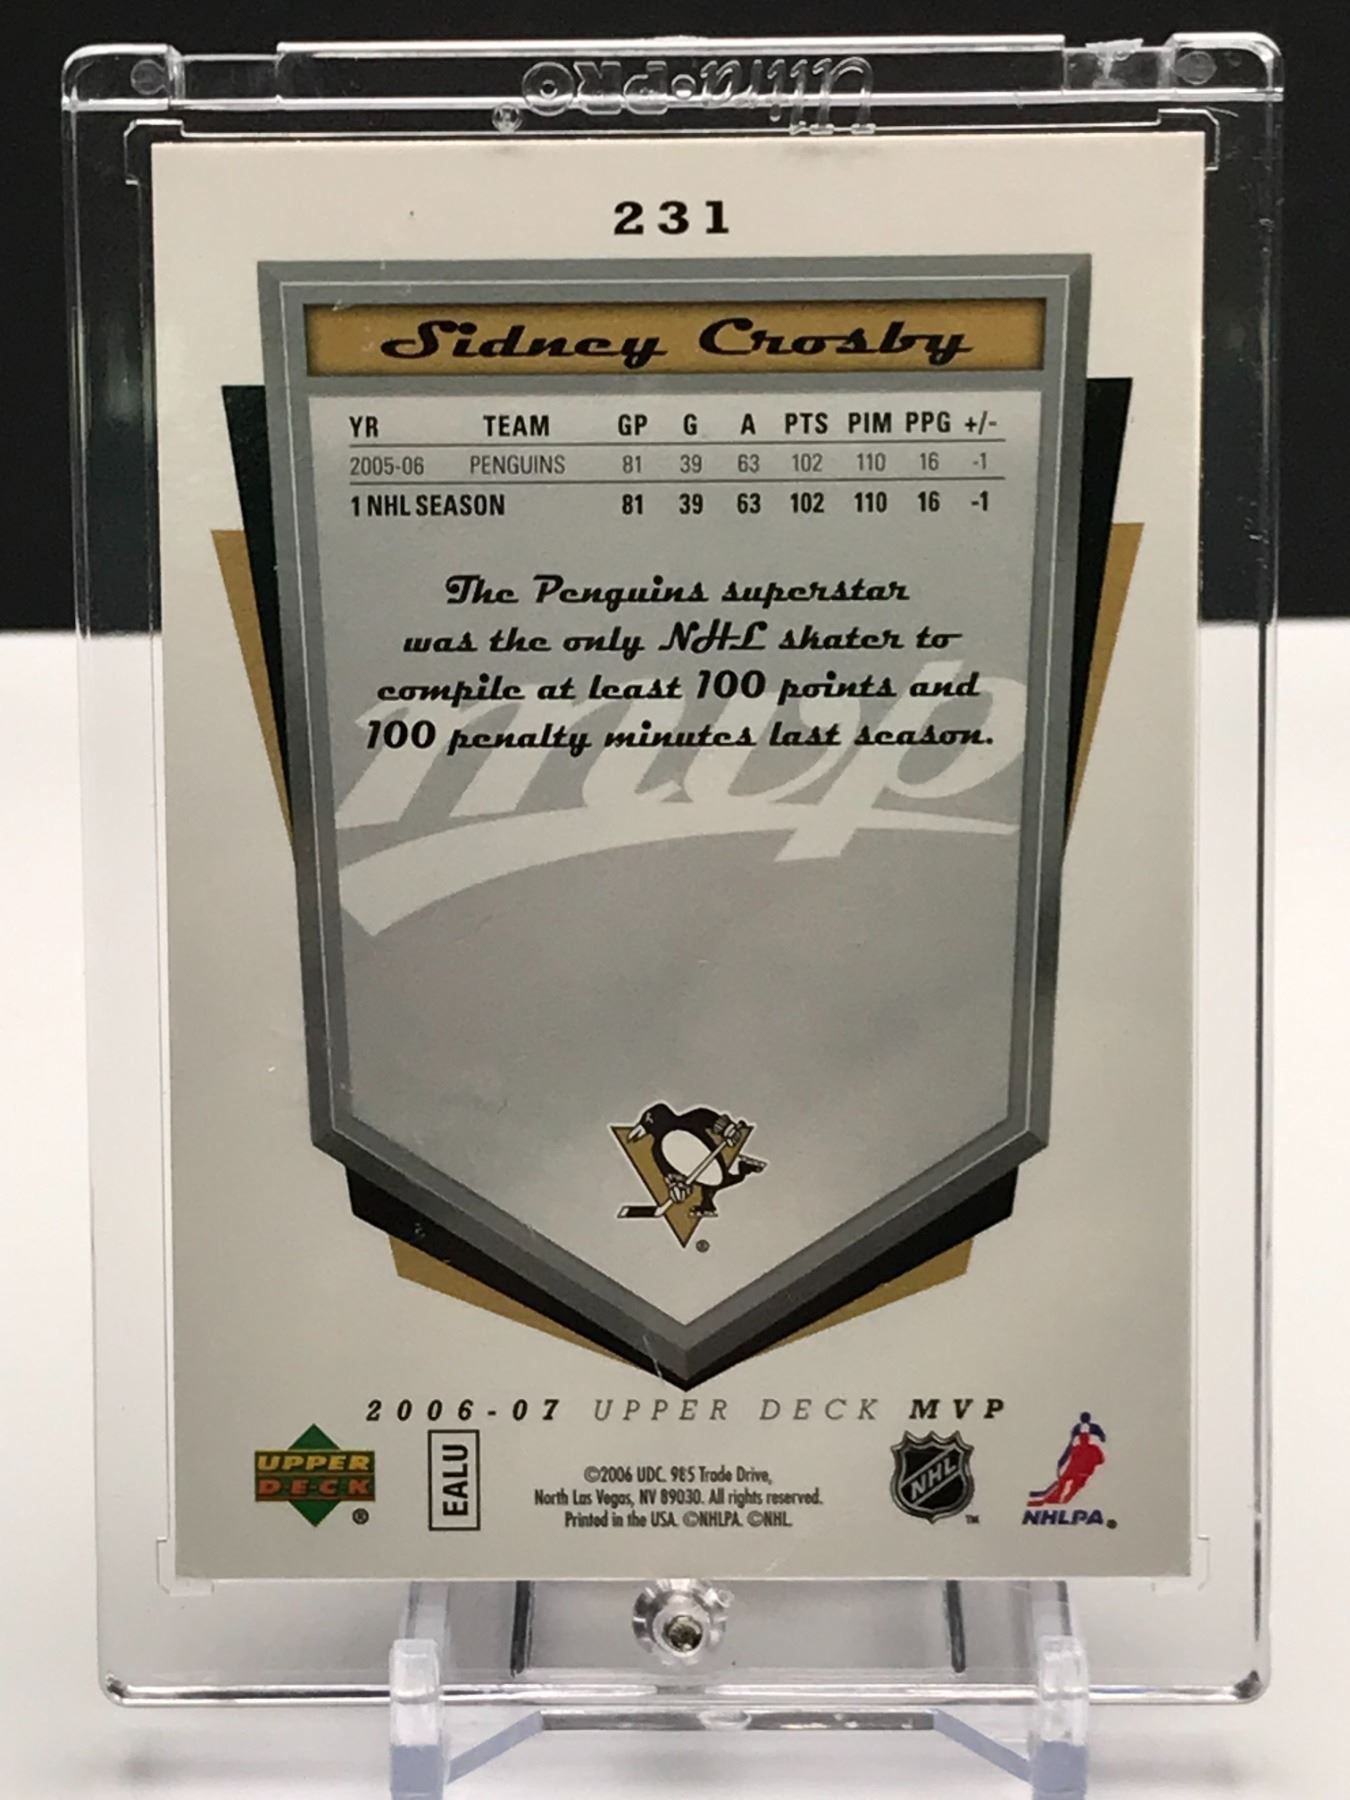 Ultra·PRO®
231
Sidney Crosby
YR TEAM GP G A PTS PIM PPG +/-
2005-06 PENGUINS 81 39 63 102 110 16 -1
1 NHL SEASON 81 39 63 102 110 16 -1
The Penguins superstar
was the only NHL skater to
compile at least 100 points and
100 penalty minutes last season.
mvp
®
2006-07 UPPER DECK MVP
UPPER
DECK
®
EALU
©2006 UDC. 985 Trade Drive,
North Las Vegas, NV 89030. All rights reserved.
Printed in the USA. ©NHLPA. ©NHL.
NHL
™
NHLPA®